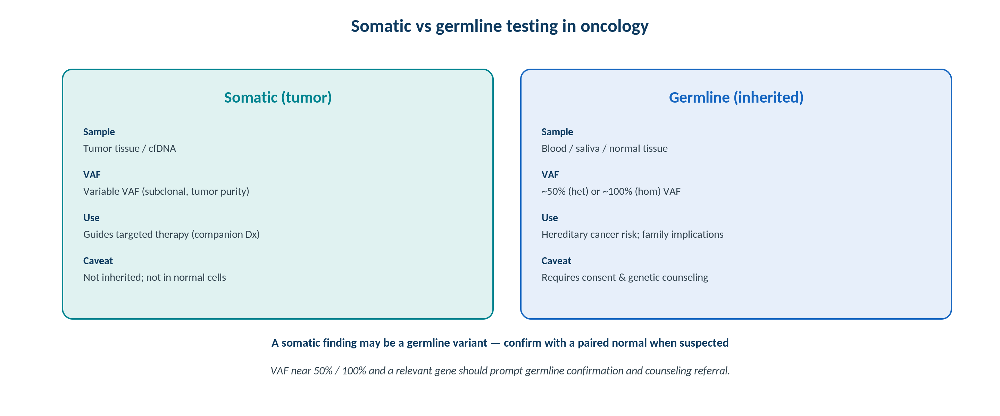 Somatic vs germline testing in oncology
Somatic (tumor)
Sample
Tumor tissue / cfDNA
VAF
Variable VAF (subclonal, tumor purity)
Use
Guides targeted therapy (companion Dx)
Caveat
Not inherited; not in normal cells
Germline (inherited)
Sample
Blood / saliva / normal tissue
VAF
~50% (het) or ~100% (hom) VAF
Use
Hereditary cancer risk; family implications
Caveat
Requires consent & genetic counseling
A somatic finding may be a germline variant — confirm with a paired normal when suspected
VAF near 50% / 100% and a relevant gene should prompt germline confirmation and counseling referral.